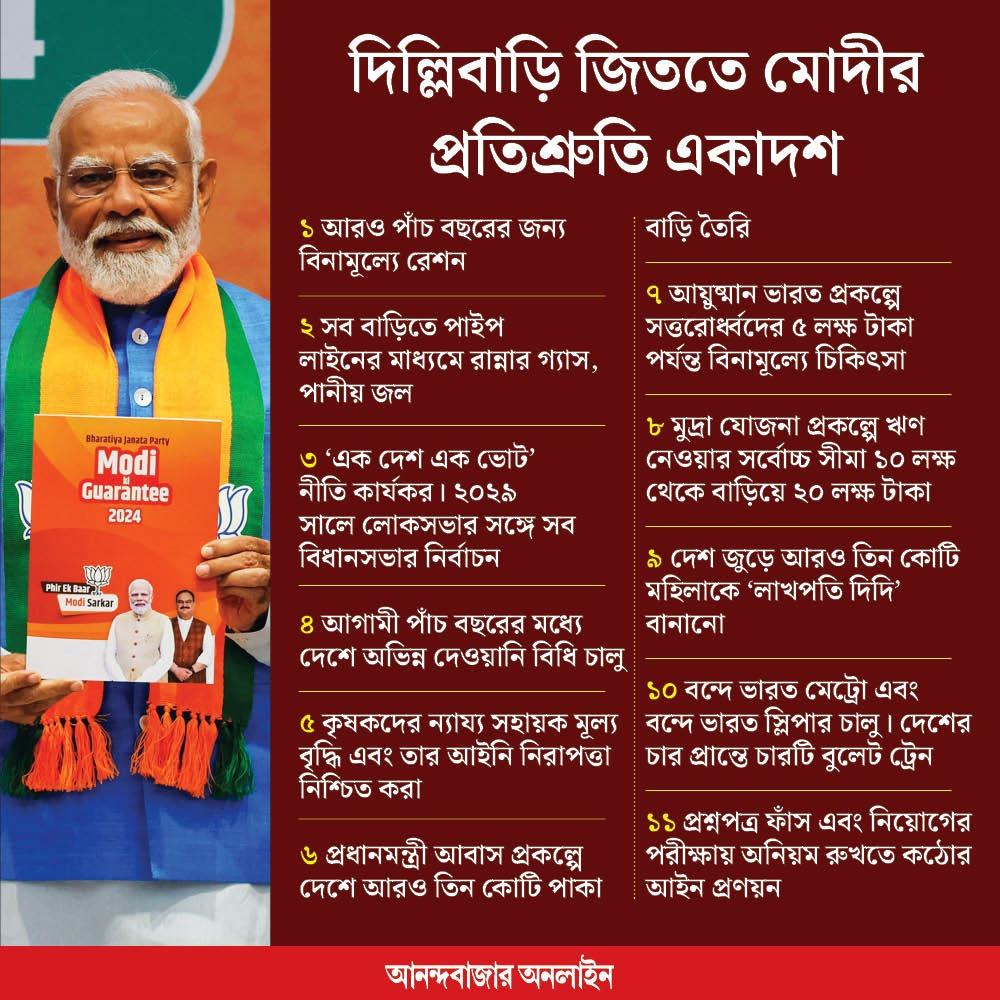 দিল্লিবাড়ি জিততে মোদীর
প্রতিশ্রুতি একাদশ
১ আরও পাঁচ বছরের জন্য
বিনামূল্যে রেশন
২ সব বাড়িতে পাইপ
লাইনের মাধ্যমে রান্নার গ্যাস,
পানীয় জল
৩ ‘এক দেশ এক ভোট’
নীতি কার্যকর। ২০২৯
সালে লোকসভার সঙ্গে সব
বিধানসভার নির্বাচন
৪ আগামী পাঁচ বছরের মধ্যে
দেশে অভিন্ন দেওয়ানি বিধি চালু
৫ কৃষকদের ন্যায্য সহায়ক মূল্য
বৃদ্ধি এবং তার আইনি নিরাপত্তা
নিশ্চিত করা
৬ প্রধানমন্ত্রী আবাস প্রকল্পে
দেশে আরও তিন কোটি পাকা
বাড়ি তৈরি
৭ আয়ুষ্মান ভারত প্রকল্পে
সত্তরোর্ধ্বদের ৫ লক্ষ টাকা
পর্যন্ত বিনামূল্যে চিকিৎসা
৮ মুদ্রা যোজনা প্রকল্পে ঋণ
নেওয়ার সর্বোচ্চ সীমা ১০ লক্ষ
থেকে বাড়িয়ে ২০ লক্ষ টাকা
৯ দেশ জুড়ে আরও তিন কোটি
মহিলাকে ‘লাখপতি দিদি’
বানানো
১০ বন্দে ভারত মেট্রো এবং
বন্দে ভারত স্লিপার চালু। দেশের
চার প্রান্তে চারটি বুলেট ট্রেন
১১ প্রশ্নপত্র ফাঁস এবং নিয়োগের
পরীক্ষায় অনিয়ম রুখতে কঠোর
আইন প্রণয়ন
4
Bharatiya Janata Party
Modi
ki
Guarantee
2024
Phir Ek Baar
Modi Sarkar
আনন্দবাজার অনলাইন